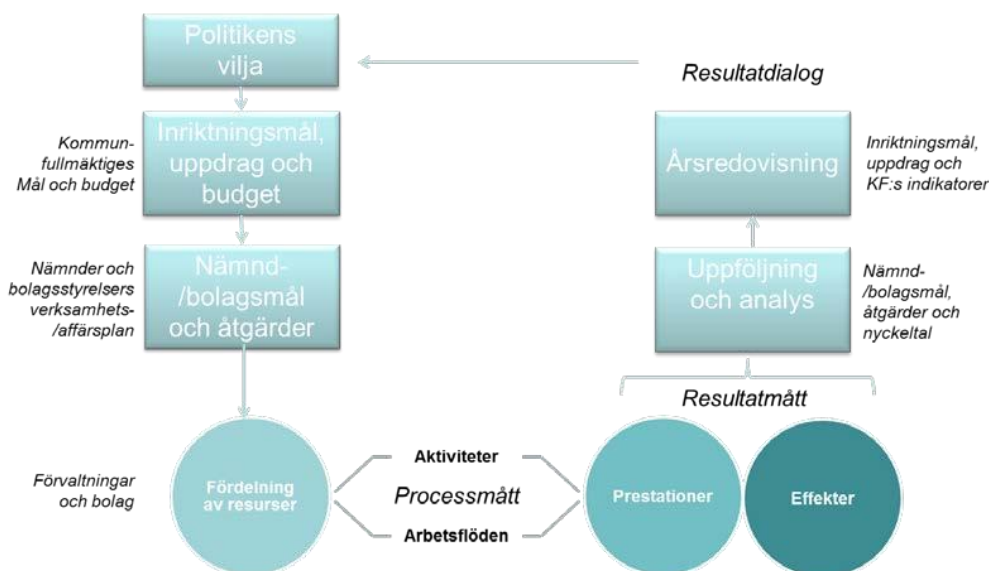 Politikens
vilja
Resultatdialog
Kommun-
fullmäktiges
Mål och budget
Inriktningsmål,
uppdrag och
budget
Årsredovisning
Inriktningsmål,
uppdrag och
KF:s indikatorer
Nämnder och
bolagsstyrelsers
verksamhets-
/affärsplan
Nämnd-
/bolagsmål
och åtgärder
Uppföljning
och analys
Nämnd-
/bolagsmål,
åtgärder och
nyckeltal
Resultatmått
Förvaltningar
och bolag
Fördelning
av resurser
Aktiviteter
Processmått
Arbetsflöden
Prestationer
Effekter